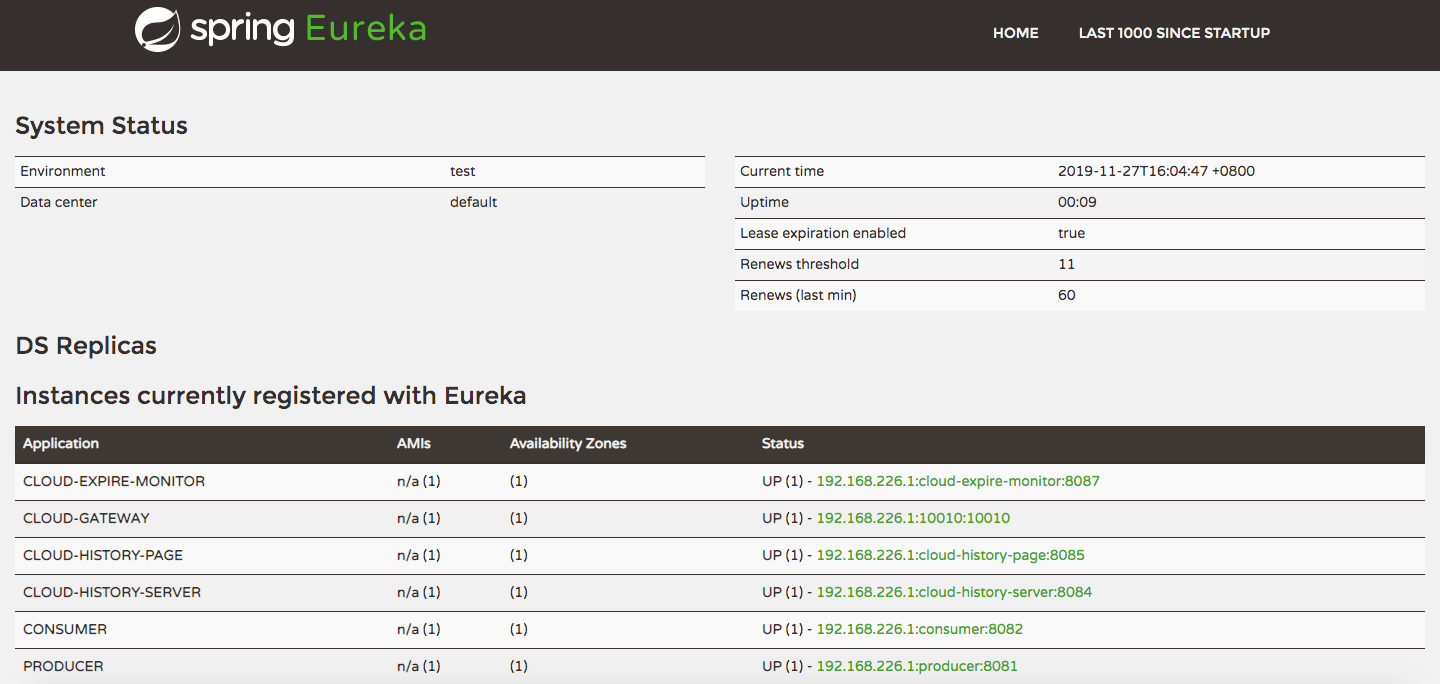 spring Eureka
HOME LAST 1000 SINCE STARTUP
System Status
Environment test
Data center default
Current time 2019-11-27T16:04:47 +0800
Uptime 00:09
Lease expiration enabled true
Renews threshold 11
Renews (last min) 60
DS Replicas
Instances currently registered with Eureka
Application AMIs Availability Zones Status
CLOUD-EXPIRE-MONITOR n/a (1) (1) UP (1) - 192.168.226.1:cloud-expire-monitor:8087
CLOUD-GATEWAY n/a (1) (1) UP (1) - 192.168.226.1:10010:10010
CLOUD-HISTORY-PAGE n/a (1) (1) UP (1) - 192.168.226.1:cloud-history-page:8085
CLOUD-HISTORY-SERVER n/a (1) (1) UP (1) - 192.168.226.1:cloud-history-server:8084
CONSUMER n/a (1) (1) UP (1) - 192.168.226.1:consumer:8082
PRODUCER n/a (1) (1) UP (1) - 192.168.226.1:producer:8081